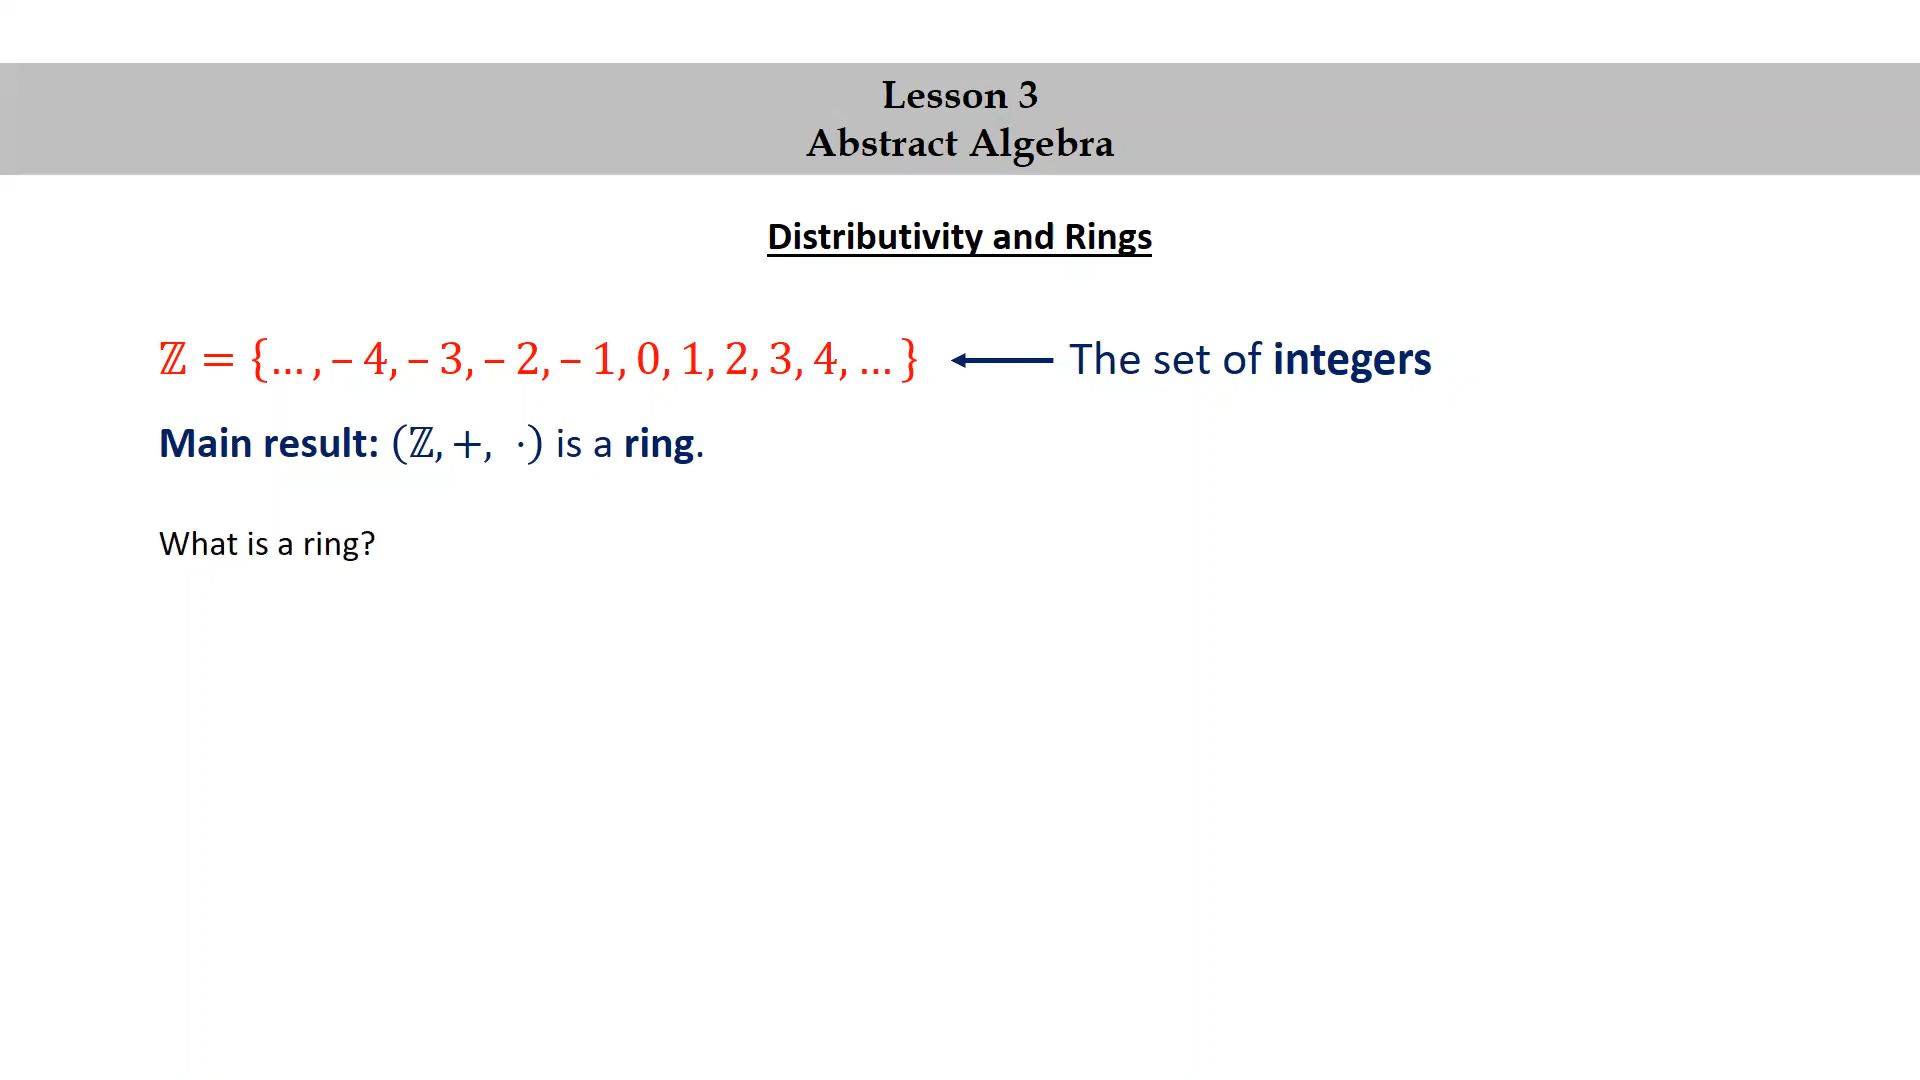 Lesson 3
Abstract Algebra
Distributivity and Rings
ℤ = {… , – 4, – 3, – 2, – 1, 0, 1, 2, 3, 4, … } ← The set of integers
Main result: (ℤ, +, ·) is a ring.
What is a ring?